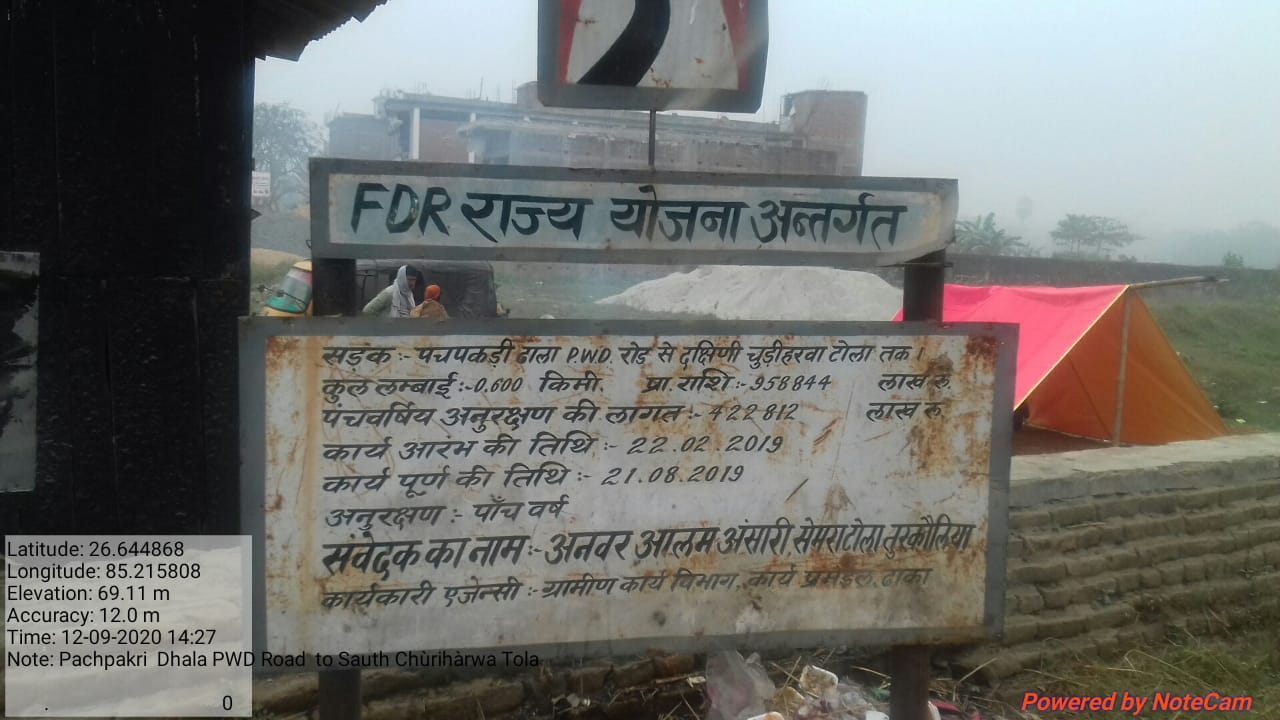 FDR राज्य योजना अन्तर्गत
सड़क :- पचपकड़ी ढाला P.W.D. रोड से दक्षिणी चुड़ीहरवा टोला तक।
कुल लम्बाई :-0.600 किमी. प्रा. राशि :-958844 लाख रू.
पंचवर्षिय अनुरक्षण की लागत :- 422812 लाख रू.
कार्य आरंभ की तिथि :- 22.02.2019
कार्य पूर्ण की तिथि :- 21.08.2019
अनुरक्षण :- पाँच वर्ष
संवेदक का नाम :- अनवर आलम अंसारी सेमराटोला तुरकौलिया
कार्यकारी एजेन्सी :- ग्रामीण कार्य विभाग, कार्य प्रमंडल, ढाका
Latitude: 26.644868
Longitude: 85.215808
Elevation: 69.11 m
Accuracy: 12.0 m
Time: 12-09-2020 14:27
Note: Pachpakri Dhala PWD Road to Sauth Chùrihàrwa Tola
. 0
Powered by NoteCam